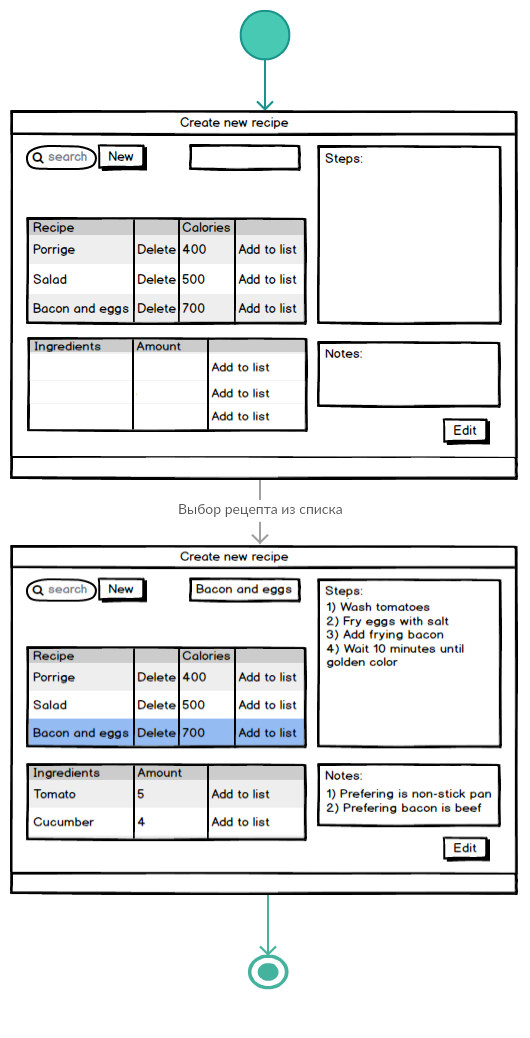 Create new recipe
search New
Steps:
Recipe Calories
Porrige Delete 400 Add to list
Salad Delete 500 Add to list
Bacon and eggs Delete 700 Add to list
Ingredients Amount
Add to list
Add to list
Add to list
Notes:
Edit
Выбор рецепта из списка
Create new recipe
search New Bacon and eggs
Steps:
1) Wash tomatoes
2) Fry eggs with salt
3) Add frying bacon
4) Wait 10 minutes until
golden color
Recipe Calories
Porrige Delete 400 Add to list
Salad Delete 500 Add to list
Bacon and eggs Delete 700 Add to list
Ingredients Amount
Tomato 5 Add to list
Cucumber 4 Add to list
Notes:
1) Prefering is non-stick pan
2) Prefering bacon is beef
Edit